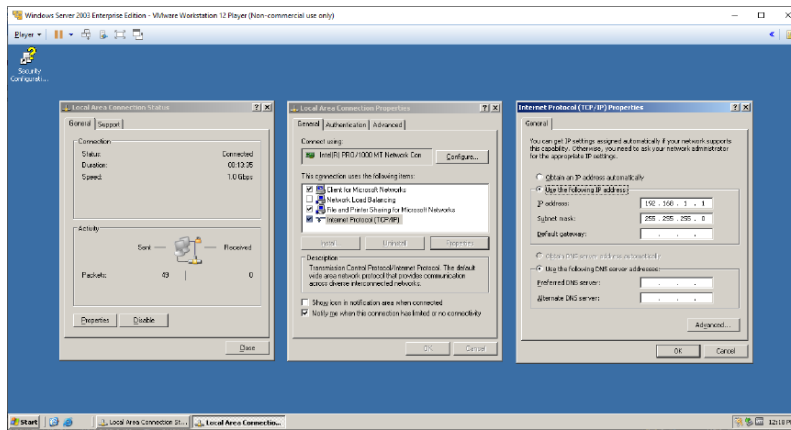 Windows Server 2003 Enterprise Edition - VMware Workstation 12 Player (Non-commercial use only)
Player
Security
Configurati...
Local Area Connection Status
General Support
Connection
Status: Connected
Duration: 00:13:35
Speed: 1.0 Gbps
Activity
Sent — — Received
Packets: 49 | 0
Properties Disable
Close
Local Area Connection Properties
General Authentication Advanced
Connect using:
Intel(R) PRO/1000 MT Network Con Configure...
This connection uses the following items:
Client for Microsoft Networks
Network Load Balancing
File and Printer Sharing for Microsoft Networks
Internet Protocol (TCP/IP)
Install... Uninstall Properties
Description
Transmission Control Protocol/Internet Protocol. The default
wide area network protocol that provides communication
across diverse interconnected networks.
Show icon in notification area when connected
Notify me when this connection has limited or no connectivity
OK Cancel
Internet Protocol (TCP/IP) Properties
General
You can get IP settings assigned automatically if your network supports
this capability. Otherwise, you need to ask your network administrator
for the appropriate IP settings.
Obtain an IP address automatically
Use the following IP address:
IP address: 192 . 168 . 1 . 1
Subnet mask: 255 . 255 . 255 . 0
Default gateway: . . .
Obtain DNS server address automatically
Use the following DNS server addresses:
Preferred DNS server: . . .
Alternate DNS server: . . .
Advanced...
OK Cancel
Start Local Area Connection St... Local Area Connectio... 12:18 P